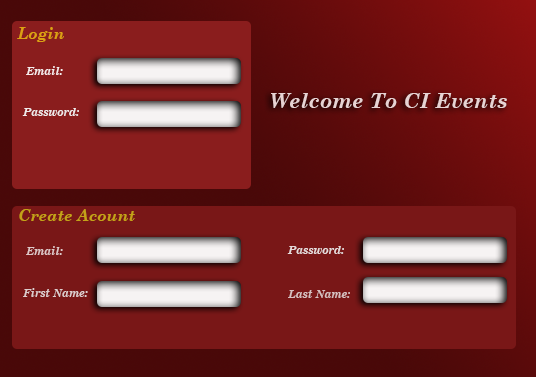 Login
Email:
Password:
Welcome To CI Events
Create Acount
Email:
Password:
First Name:
Last Name: